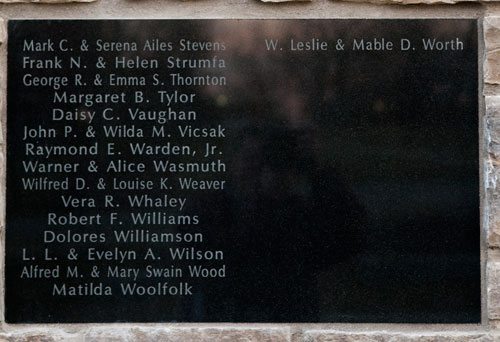 Mark C. & Serena Ailes Stevens
Frank N. & Helen Strumfa
George R. & Emma S. Thornton
Margaret B. Tylor
Daisy C. Vaughan
John P. & Wilda M. Vicsak
Raymond E. Warden, Jr.
Warner & Alice Wasmuth
Wilfred D. & Louise K. Weaver
Vera R. Whaley
Robert F. Williams
Dolores Williamson
L. L. & Evelyn A. Wilson
Alfred M. & Mary Swain Wood
Matilda Woolfolk
W. Leslie & Mable D. Worth